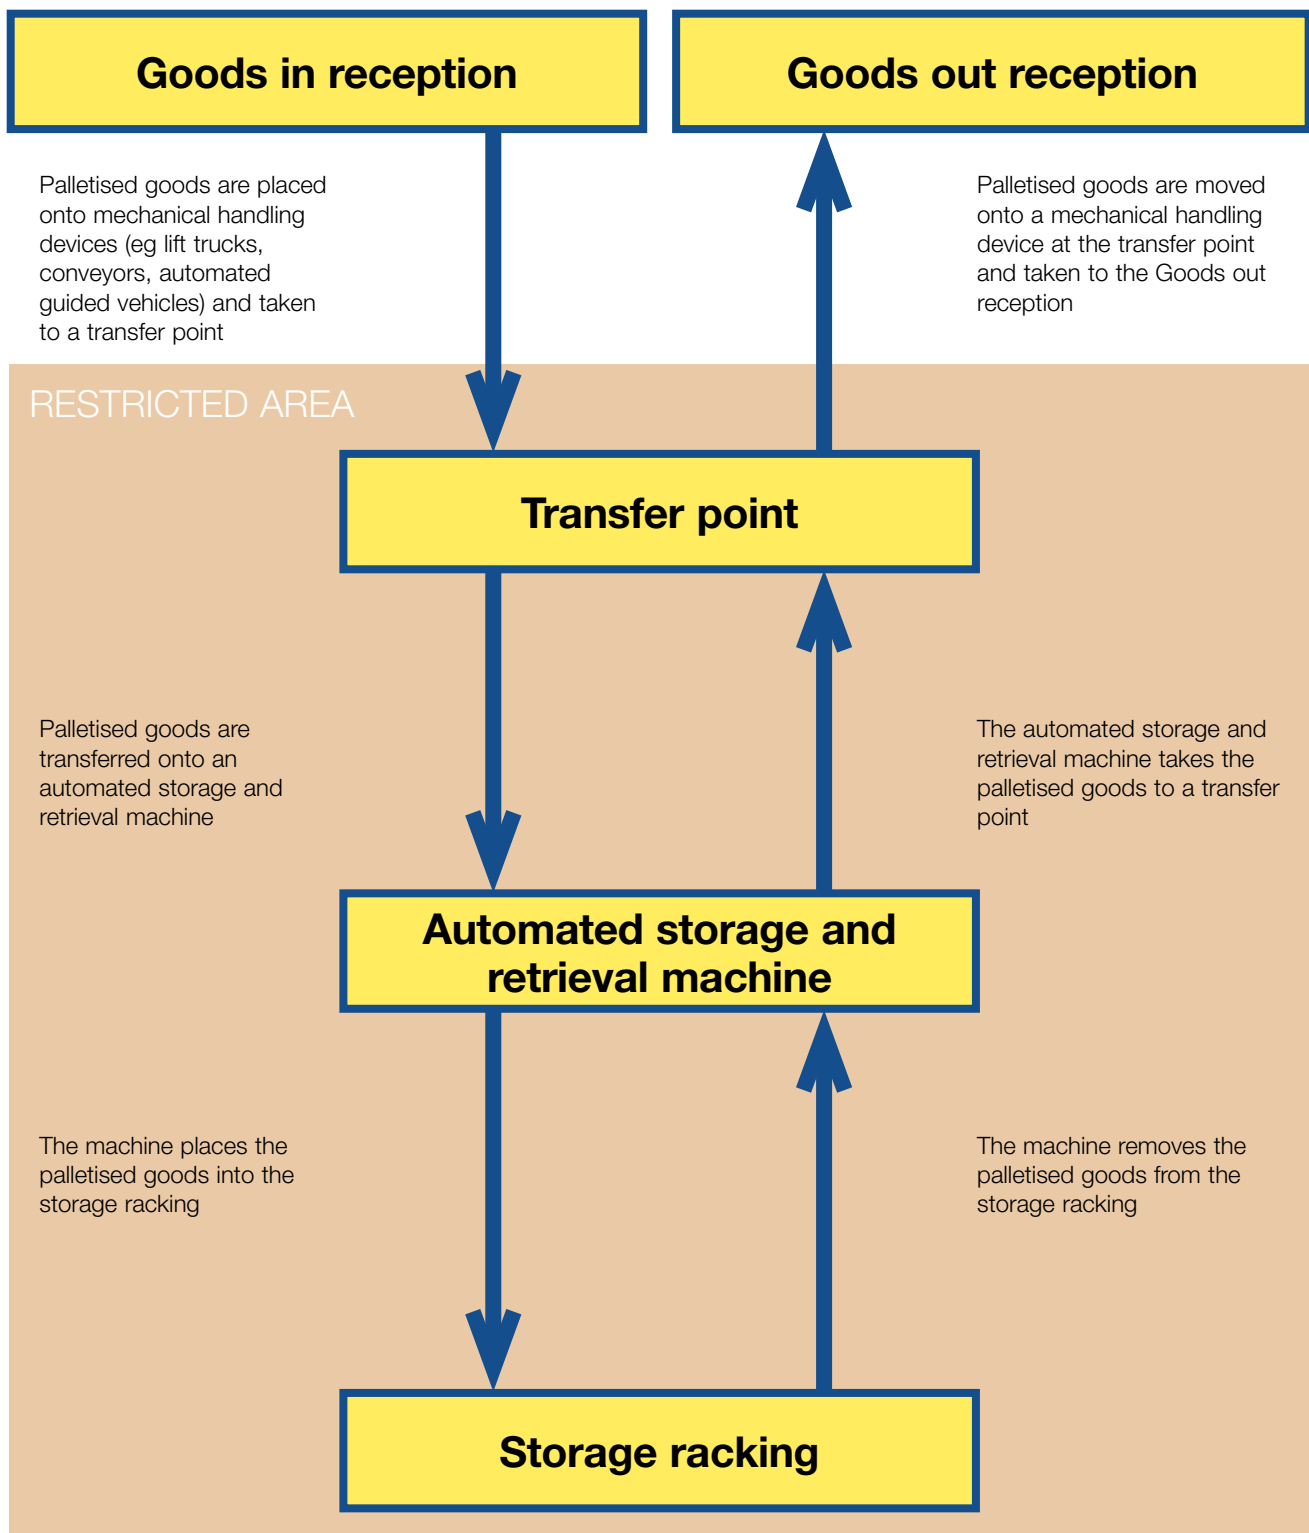 Goods in reception
Goods out reception
Palletised goods are placed
onto mechanical handling
devices (eg lift trucks,
conveyors, automated
guided vehicles) and taken
to a transfer point
Palletised goods are moved
onto a mechanical handling
device at the transfer point
and taken to the Goods out
reception
RESTRICTED AREA
Transfer point
Palletised goods are
transferred onto an
automated storage and
retrieval machine
The automated storage and
retrieval machine takes the
palletised goods to a transfer
point
Automated storage and
retrieval machine
The machine places the
palletised goods into the
storage racking
The machine removes the
palletised goods from the
storage racking
Storage racking